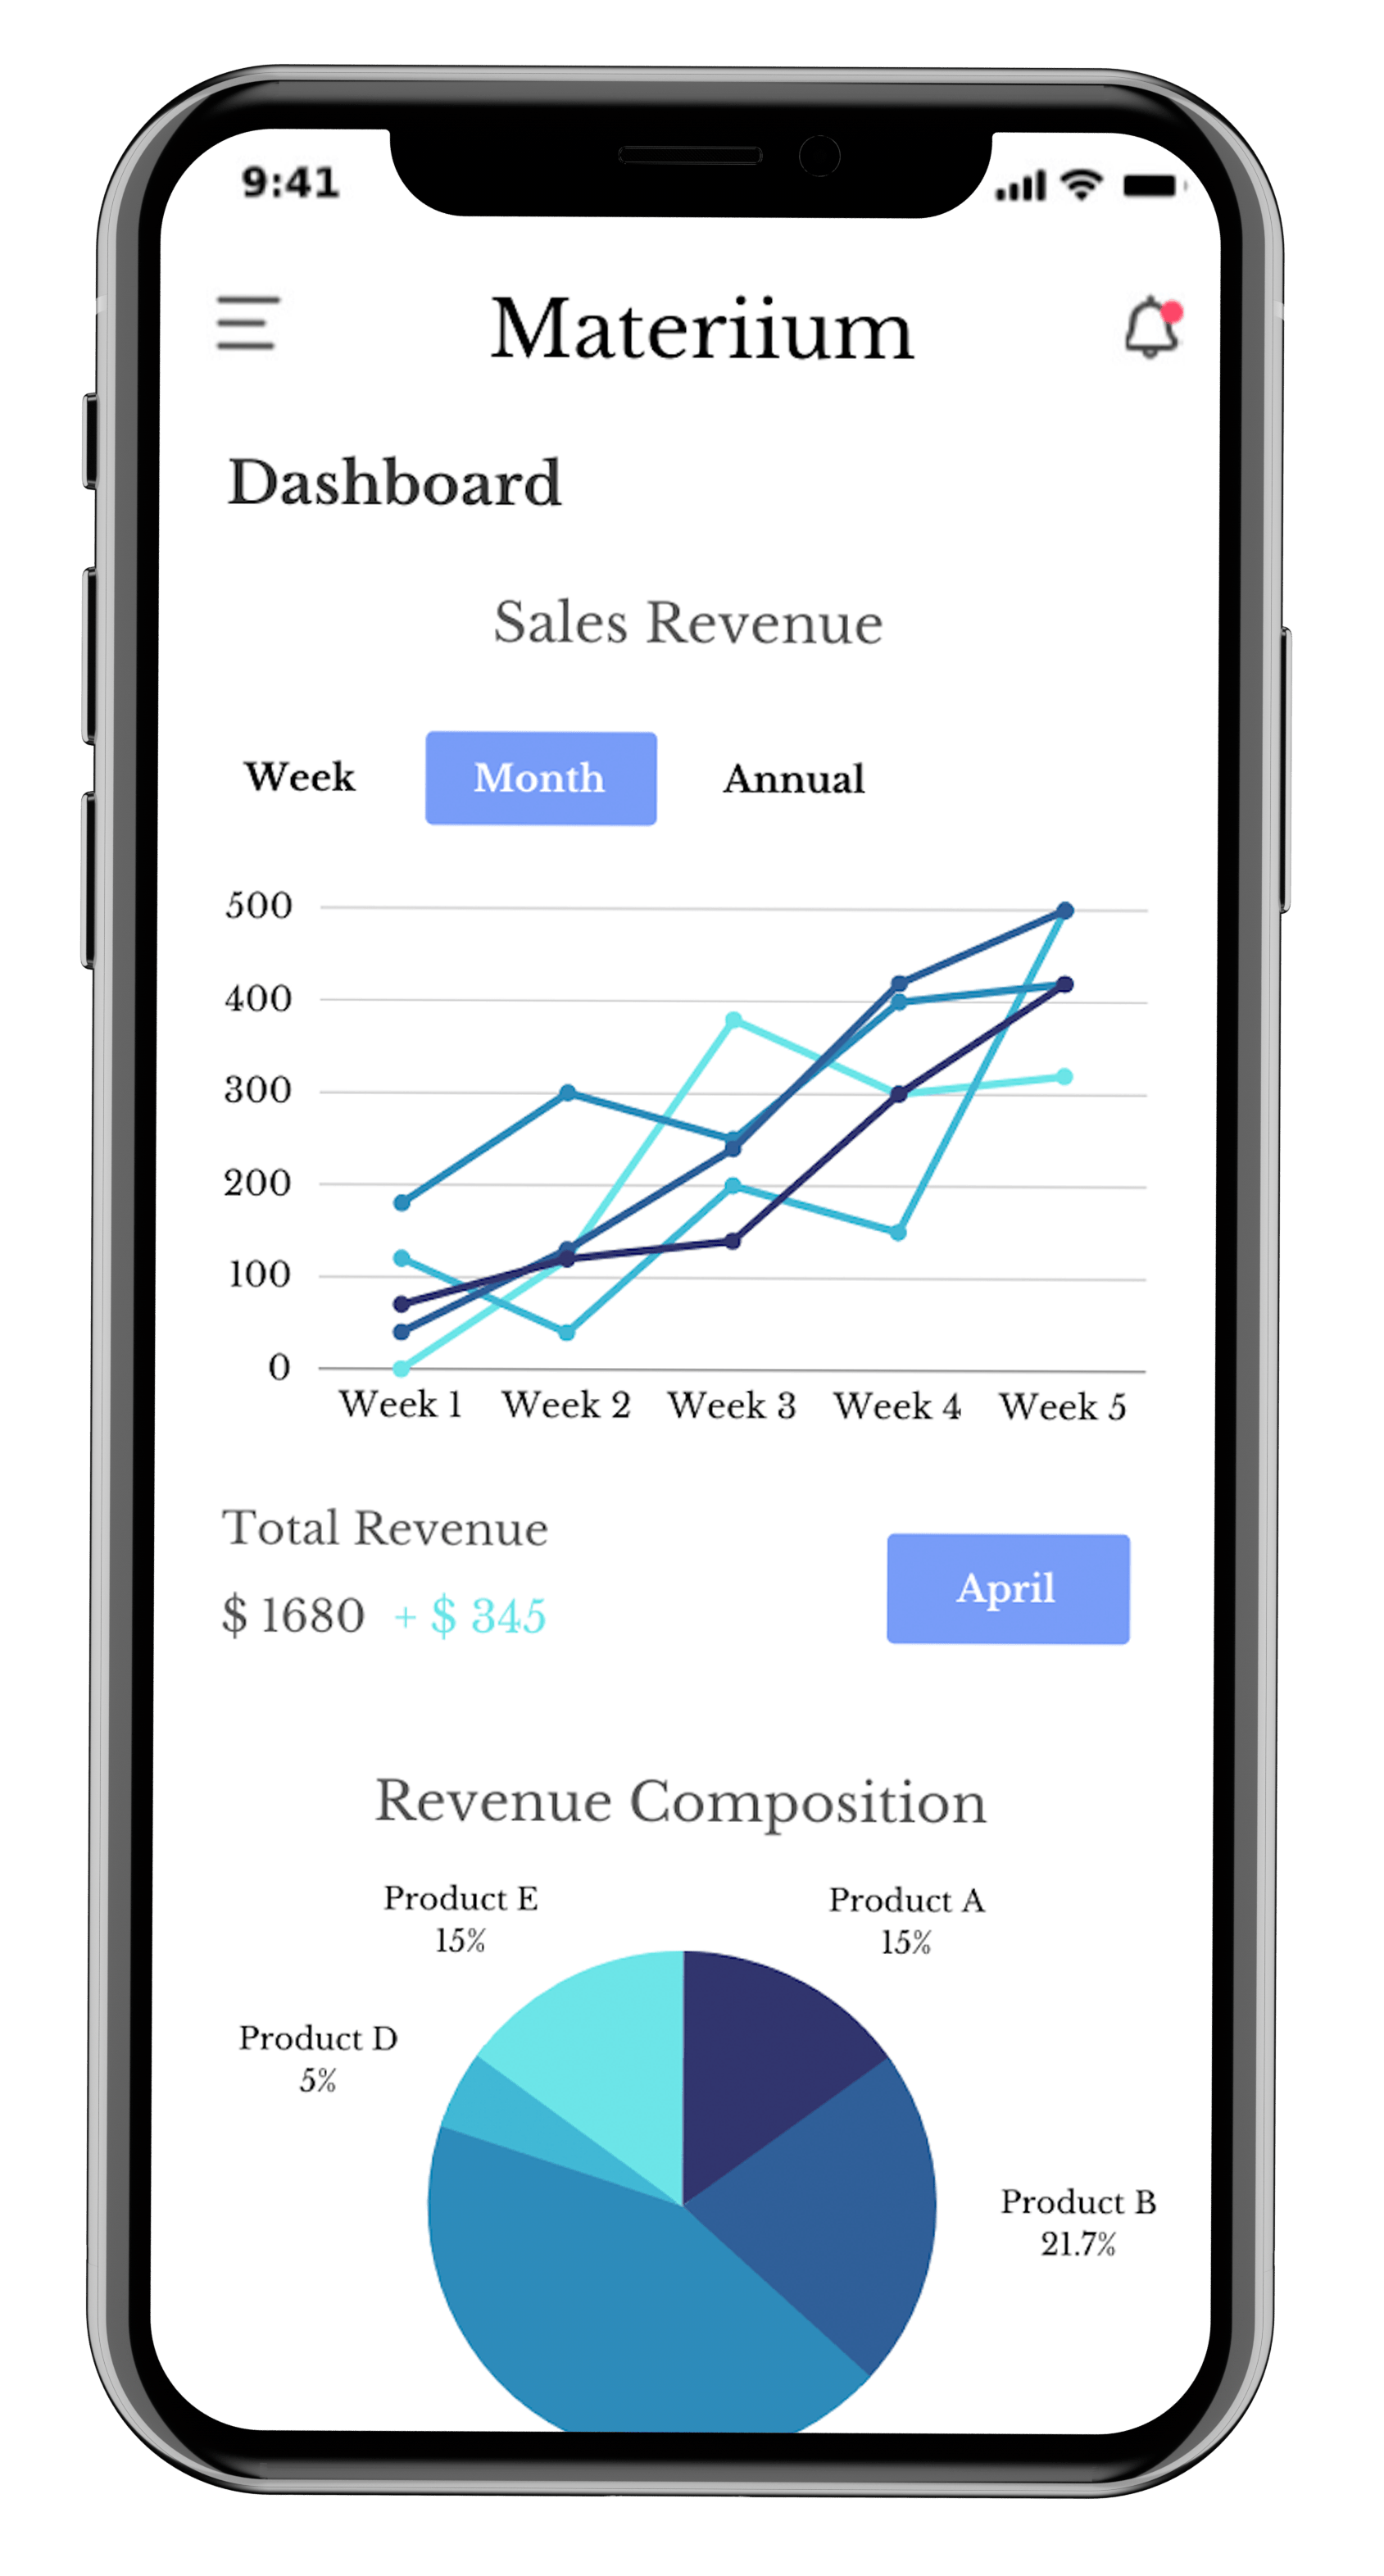 9:41
Materiium
Dashboard
Sales Revenue
Week Month Annual
500
400
300
200
100
0
Week 1 Week 2 Week 3 Week 4 Week 5
Total Revenue
$ 1680 + $ 345
April
Revenue Composition
Product E
15%
Product A
15%
Product D
5%
Product B
21.7%